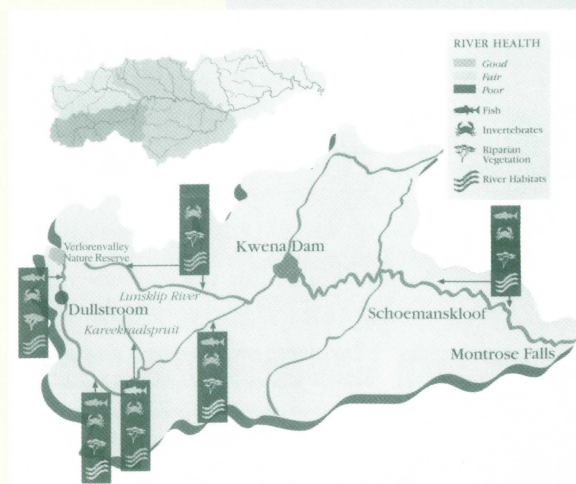 RIVER HEALTH
Good
Fair
Poor
Fish
Invertebrates
Riparian
Vegetation
River Habitats
Verlorenvalley
Nature Reserve
Kwena Dam
Lunsklip River
Dullstroom
Kareekraalspruit
Schoemanskloof
Montrose Falls